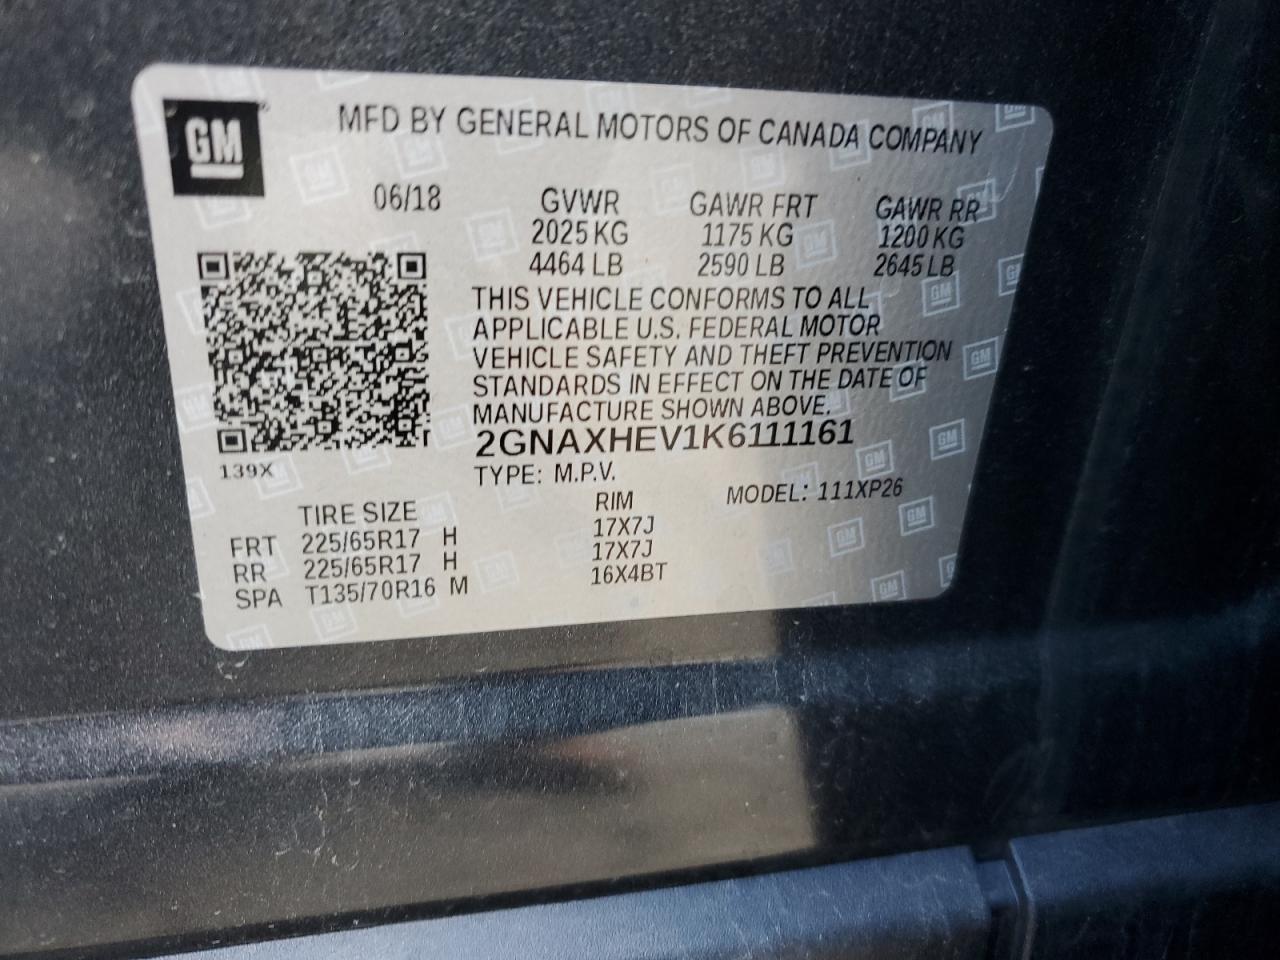 GM
MFD BY GENERAL MOTORS OF CANADA COMPANY
06/18
GVWR GAWR FRT GAWR RR
2025 KG 1175 KG 1200 KG
4464 LB 2590 LB 2645 LB
THIS VEHICLE CONFORMS TO ALL
APPLICABLE U.S. FEDERAL MOTOR
VEHICLE SAFETY AND THEFT PREVENTION
STANDARDS IN EFFECT ON THE DATE OF
MANUFACTURE SHOWN ABOVE.
2GNAXHEV1K6111161
139X
TYPE: M.P.V. MODEL: 111XP26
TIRE SIZE RIM
FRT 225/65R17 H 17X7J
RR 225/65R17 H 17X7J
SPA T135/70R16 M 16X4BT